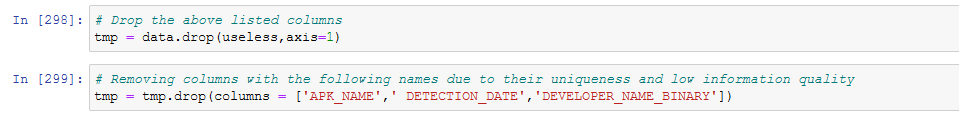 In [298]: # Drop the above listed columns
tmp = data.drop(useless,axis=1)
In [299]: # Removing columns with the following names due to their uniqueness and low information quality
tmp = tmp.drop(columns = ['APK_NAME',' DETECTION_DATE','DEVELOPER_NAME_BINARY'])